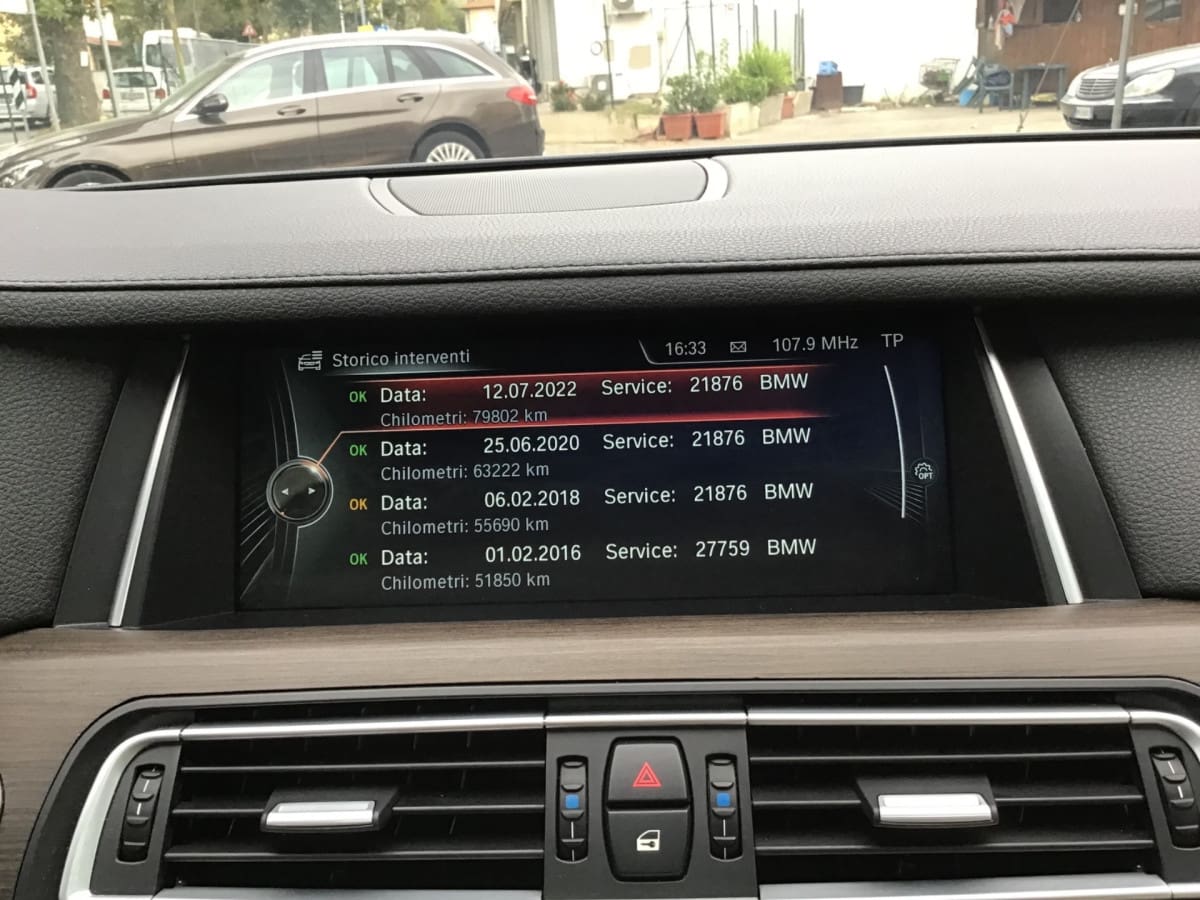 Storico interventi
16:33 107.9 MHz TP
OK Data: 12.07.2022 Service: 21876 BMW
Chilometri: 79802 km
OK Data: 25.06.2020 Service: 21876 BMW
Chilometri: 63222 km
OK Data: 06.02.2018 Service: 21876 BMW
Chilometri: 55690 km
OK Data: 01.02.2016 Service: 27759 BMW
Chilometri: 51850 km
OPT